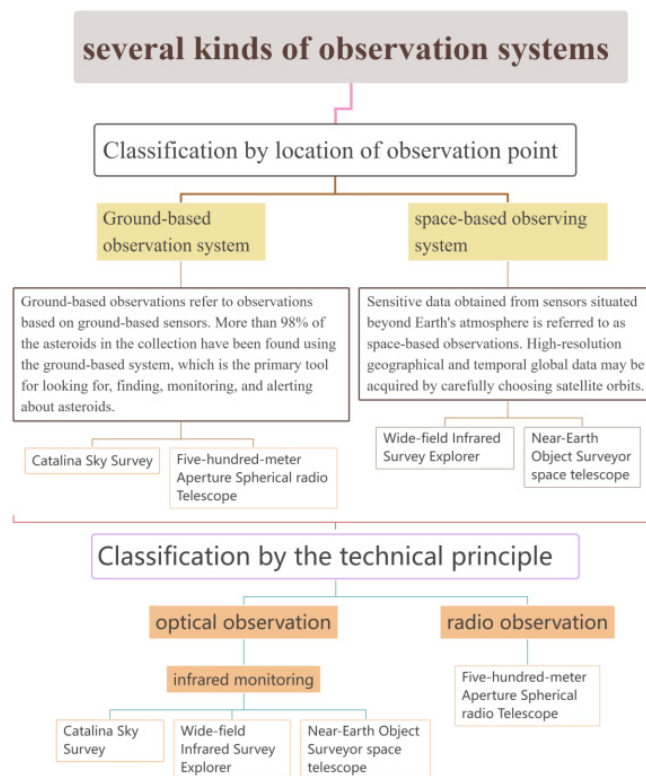 several kinds of observation systems
Classification by location of observation point
Ground-based
observation system
space-based observing
system
Ground-based observations refer to observations
based on ground-based sensors. More than 98% of
the asteroids in the collection have been found using
the ground-based system, which is the primary tool
for looking for, finding, monitoring, and alerting
about asteroids.
Sensitive data obtained from sensors situated
beyond Earth's atmosphere is referred to as
space-based observations. High-resolution
geographical and temporal global data may be
acquired by carefully choosing satellite orbits.
Catalina Sky Survey
Five-hundred-meter
Aperture Spherical radio
Telescope
Wide-field Infrared
Survey Explorer
Near-Earth
Object Surveyor
space telescope
Classification by the technical principle
optical observation
radio observation
infrared monitoring
Five-hundred-meter
Aperture Spherical
radio Telescope
Catalina Sky
Survey
Wide-field
Infrared Survey
Explorer
Near-Earth Object
Surveyor space
telescope